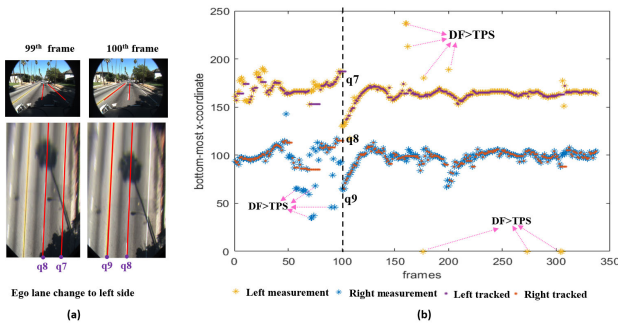 99th frame
100th frame
q8 q7
q9 q8
Ego lane change to left side
(a)
bottom-most x-coordinate
250
200
150
100
50
0
DF>TPS
q7
q8
q9
DF>TPS
DF>TPS
0 50 100 150 200 250 300 350
frames
Left measurement Right measurement Left tracked Right tracked
(b)